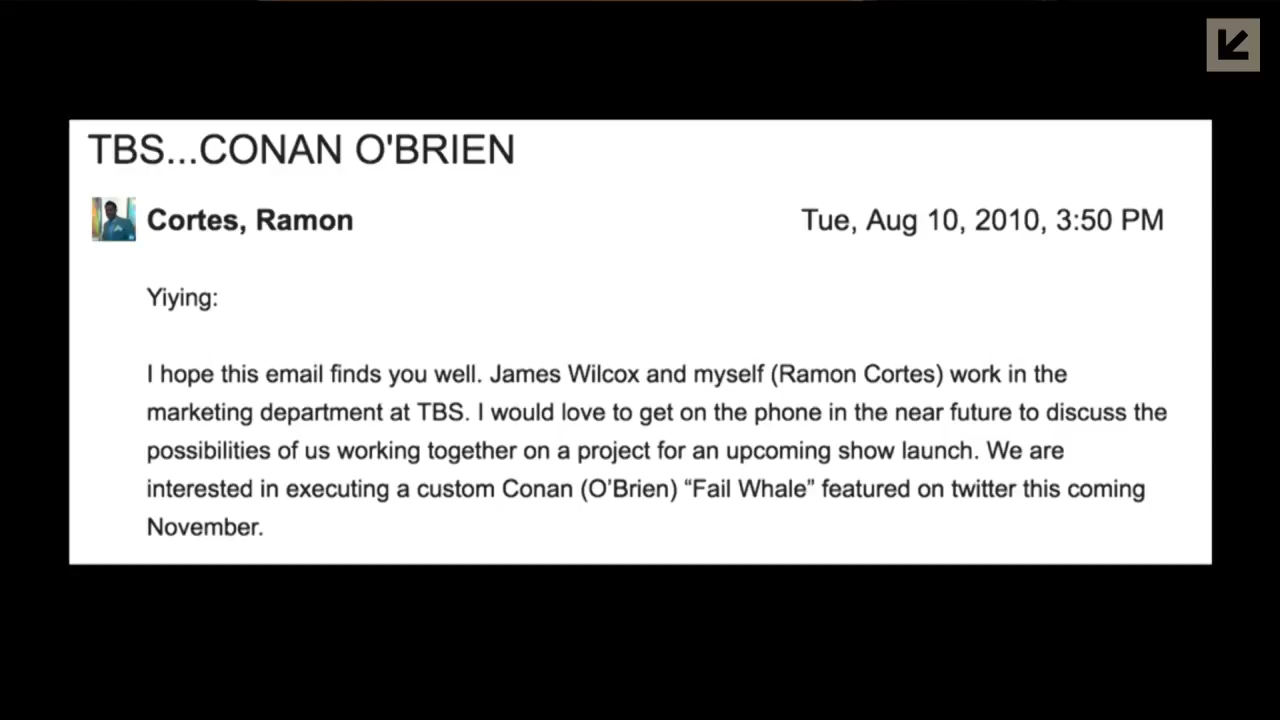 TBS...CONAN O'BRIEN
Cortes, Ramon
Tue, Aug 10, 2010, 3:50 PM
Yiying:
I hope this email finds you well. James Wilcox and myself (Ramon Cortes) work in the
marketing department at TBS. I would love to get on the phone in the near future to discuss the
possibilities of us working together on a project for an upcoming show launch. We are
interested in executing a custom Conan (O’Brien) “Fail Whale” featured on twitter this coming
November.